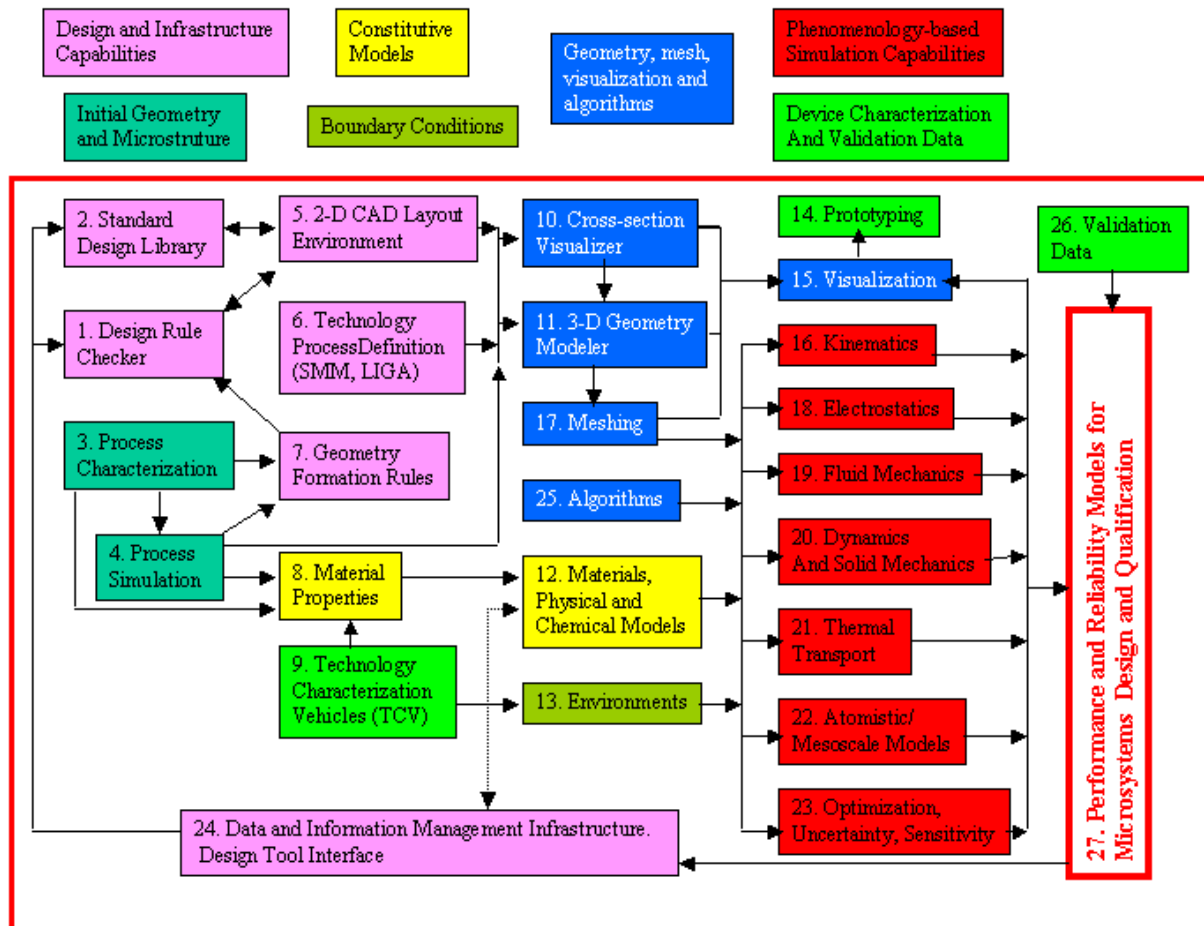 Design and Infrastructure
Capabilities
Constitutive
Models
Geometry, mesh,
visualization and
algorithms
Phenomenology-based
Simulation Capabilities
Initial Geometry
and Microstruture
Boundary Conditions
Device Characterization
And Validation Data
2. Standard
Design Library
5. 2-D CAD Layout
Environment
10. Cross-section
Visualizer
14. Prototyping
26. Validation
Data
15. Visualization
1. Design Rule
Checker
6. Technology
ProcessDefinition
(SMM, LIGA)
11. 3-D Geometry
Modeler
16. Kinematics
17. Meshing
18. Electrostatics
3. Process
Characterization
7. Geometry
Formation Rules
19. Fluid Mechanics
25. Algorithms
4. Process
Simulation
8. Material
Properties
12. Materials,
Physical and
Chemical Models
20. Dynamics
And Solid Mechanics
9. Technology
Characterization
Vehicles (TCV)
13. Environments
21. Thermal
Transport
22. Atomistic/
Mesoscale Models
23. Optimization,
Uncertainty, Sensitivity
24. Data and Information Management Infrastructure.
Design Tool Interface
27. Performance and Reliability Models for
Microsystems Design and Qualification